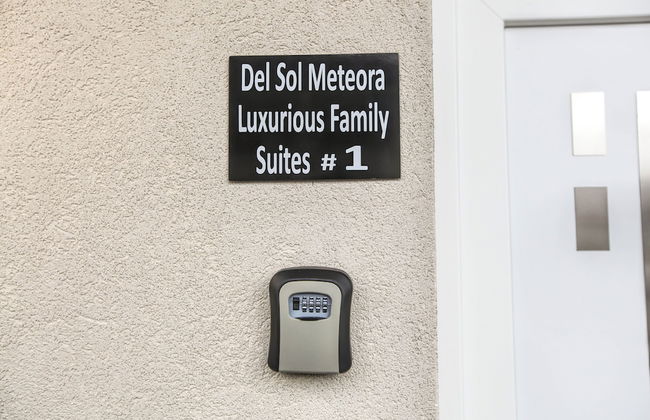 Del Sol Meteora
Luxurious Family
Suites # 1